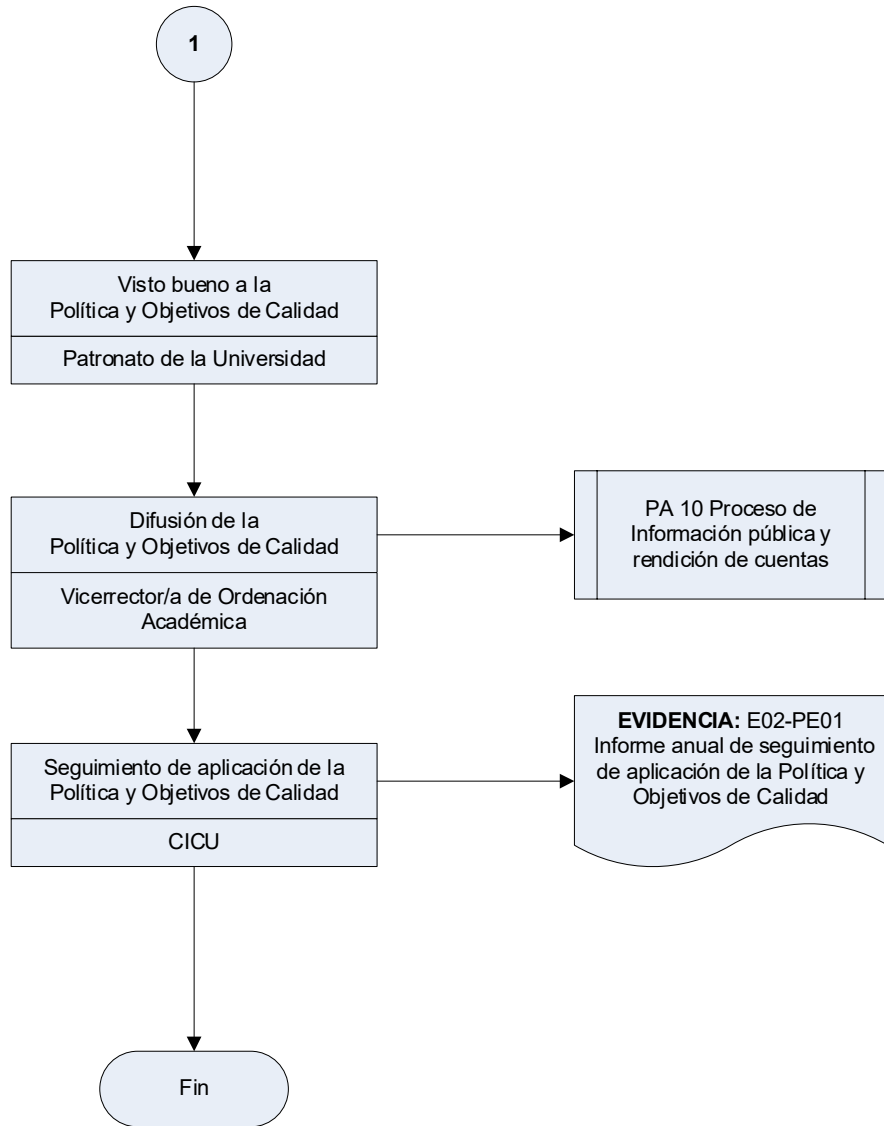 1
Visto bueno a la
Política y Objetivos de Calidad
Patronato de la Universidad
Difusión de la
Política y Objetivos de Calidad
Vicerrector/a de Ordenación
Académica
PA 10 Proceso de
Información pública y
rendición de cuentas
Seguimiento de aplicación de la
Política y Objetivos de Calidad
CICU
EVIDENCIA: E02-PE01
Informe anual de seguimiento
de aplicación de la Política y
Objetivos de Calidad
Fin